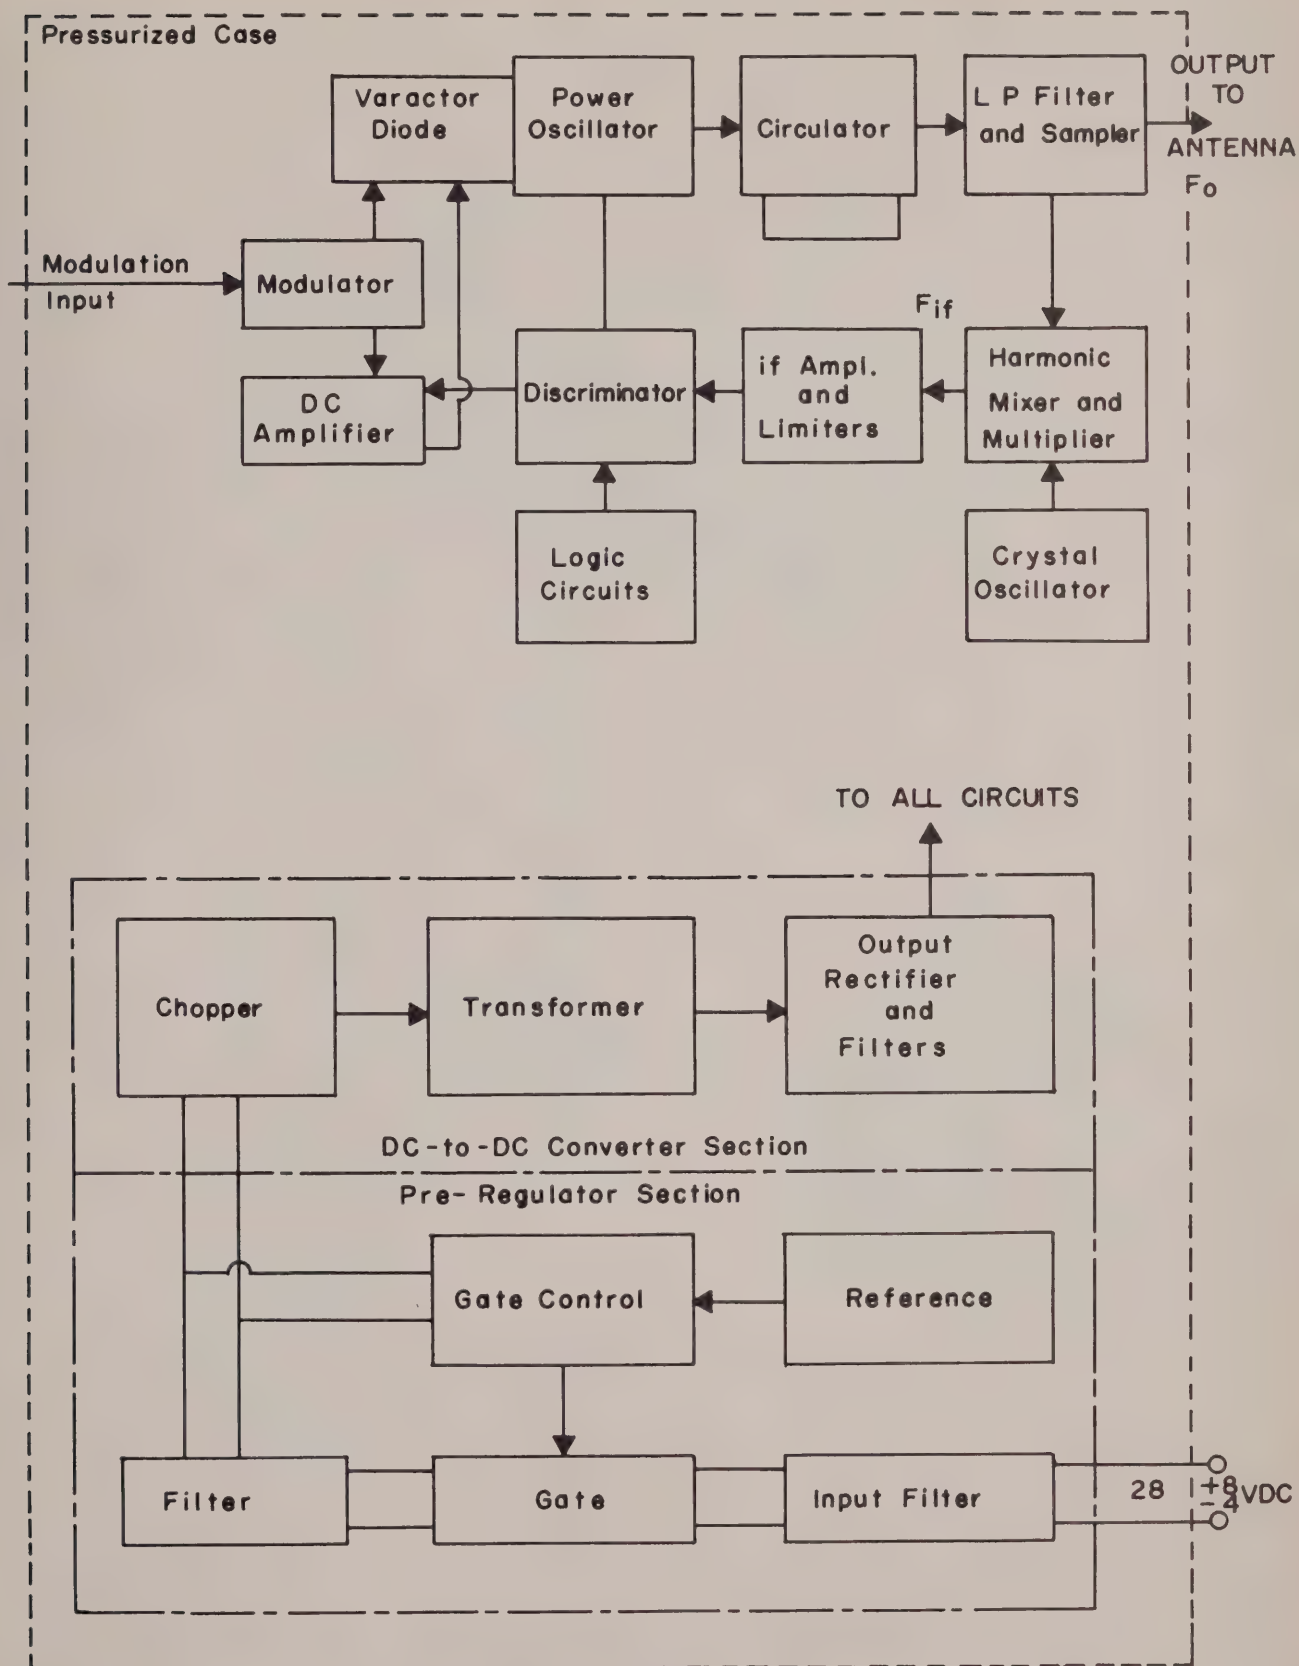 Pressurized Case
Varactor
Diode
Power
Oscillator
Circulator
L P Filter
and Sampler
OUTPUT
TO
ANTENNA
Fo
Modulation
Input
Modulator
DC
Amplifier
Discriminator
Fif
if Ampl.
and
Limiters
Harmonic
Mixer and
Multiplier
Logic
Circuits
Crystal
Oscillator
TO ALL CIRCUITS
Chopper
Transformer
Output
Rectifier
and
Filters
DC-to-DC Converter Section
Pre-Regulator Section
Gate Control
Reference
Filter
Gate
Input Filter
28 +8 -4 VDC